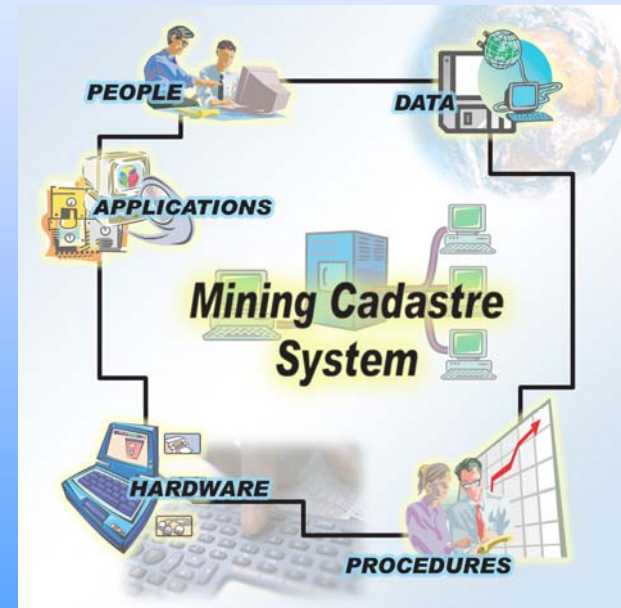 PEOPLE
DATA
APPLICATIONS
Mining Cadastre
System
HARDWARE
PROCEDURES